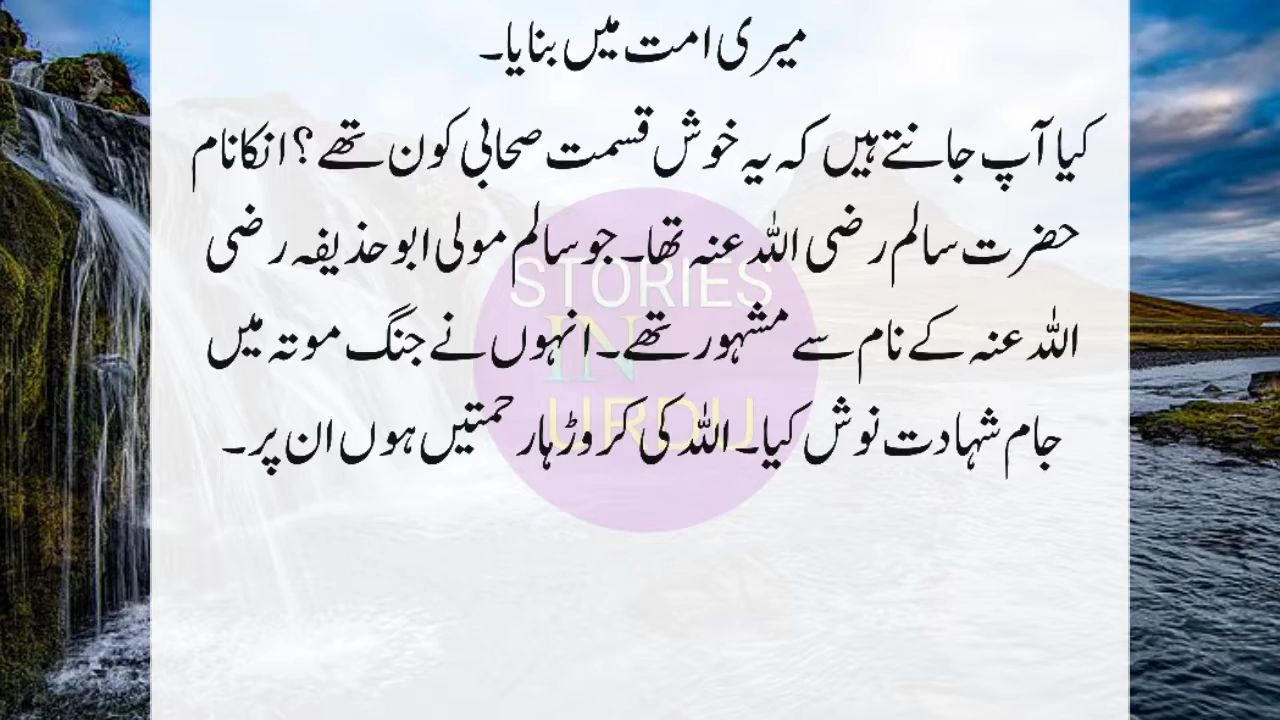 میری امت میں بنایا۔
کیا آپ جانتے ہیں کہ یہ خوش قسمت صحابی کون تھے؟ انکا نام
حضرت سالم رضی اللہ عنہ تھا۔ جو سالم مولی ابو حذیفہ رضی
اللہ عنہ کے نام سے مشہور تھے۔ انہوں نے جنگ موتہ میں
جام شہادت نوش کیا۔ اللہ کی کروڑہا رحمتیں ہوں ان پر۔
STORIES
IN
URDU